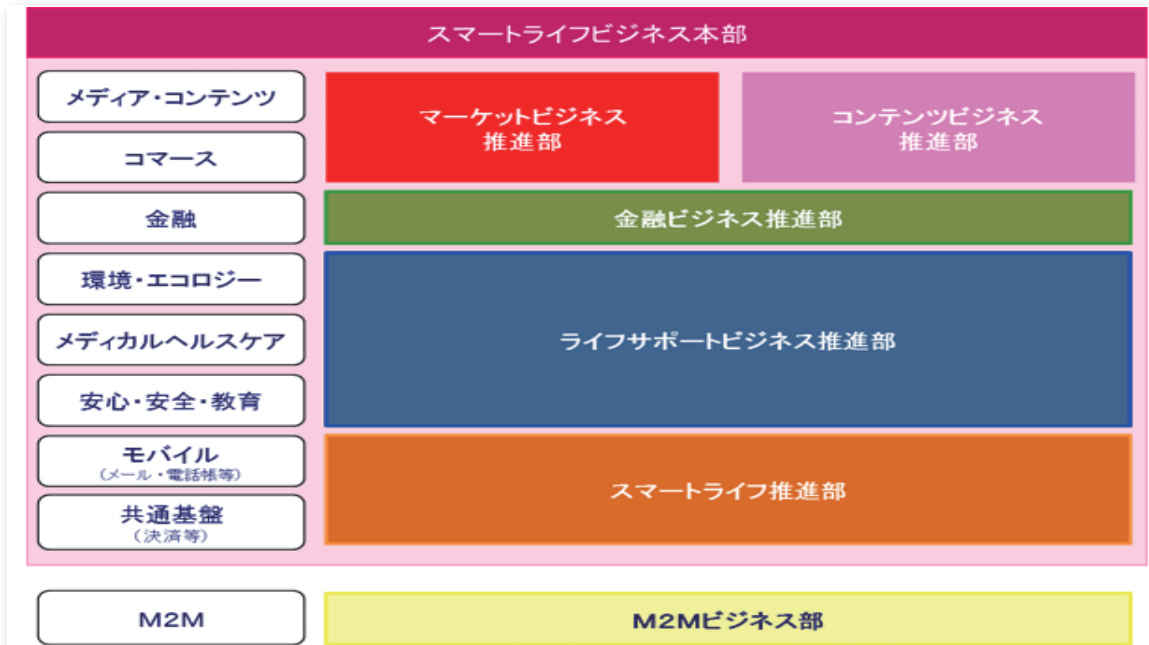 スマートライフビジネス本部
メディア・コンテンツ
コマース
マーケットビジネス
推進部
コンテンツビジネス
推進部
金融
金融ビジネス推進部
環境・エコロジー
メディカルヘルスケア
安心・安全・教育
ライフサポートビジネス推進部
モバイル
(メール・電話帳等)
共通基盤
(決済等)
スマートライフ推進部
M2M
M2Mビジネス部